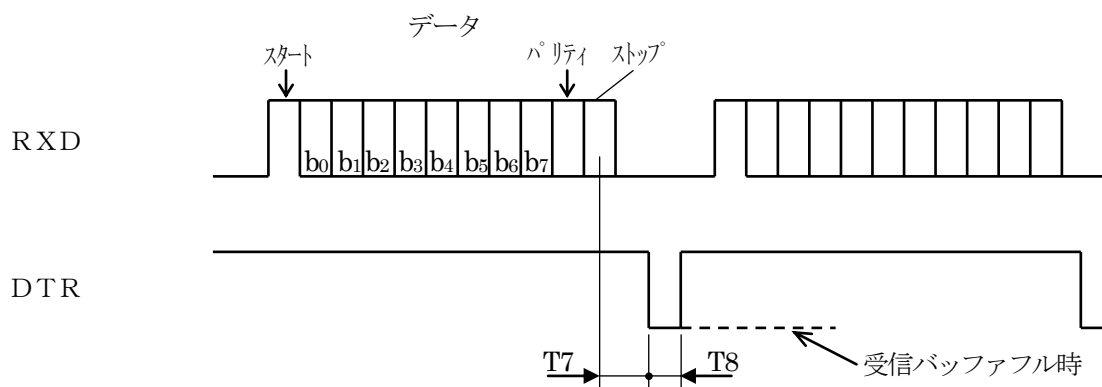 データ
スタート
パリティ
ストップ
RXD
b0 b1 b2 b3 b4 b5 b6 b7
DTR
T7
T8
受信バッファフル時